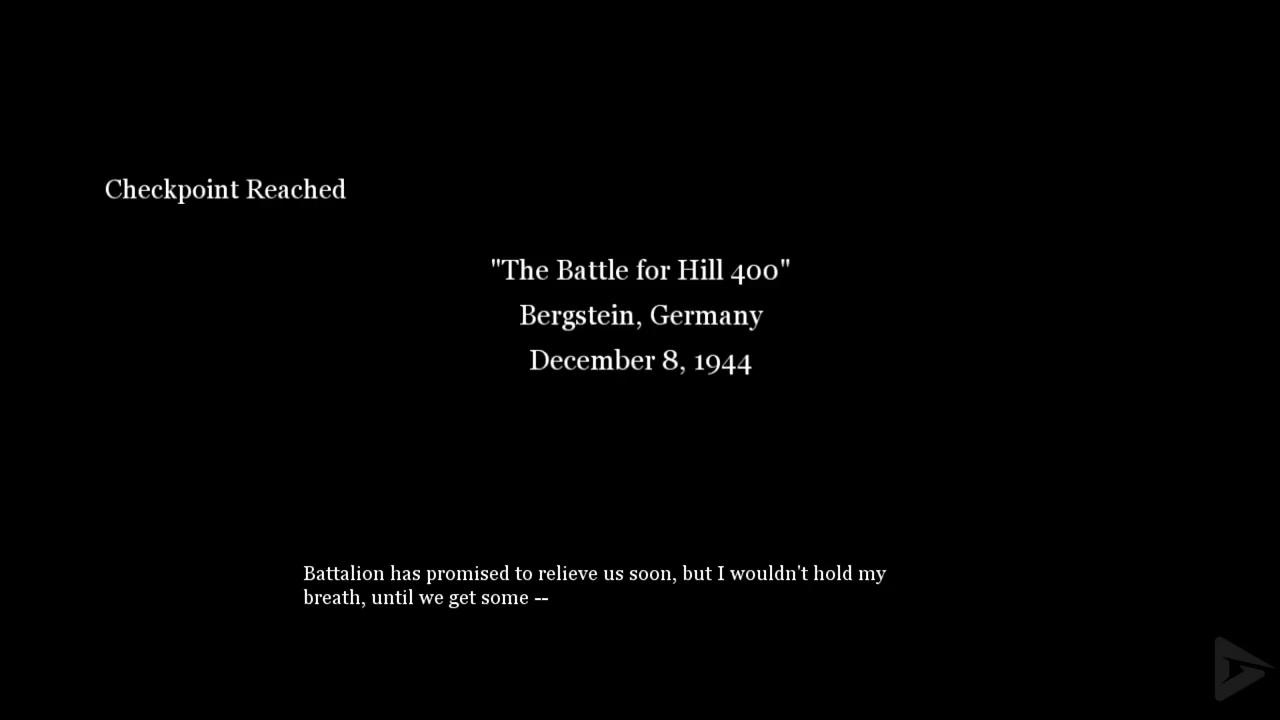 Checkpoint Reached
"The Battle for Hill 400"
Bergstein, Germany
December 8, 1944
Battalion has promised to relieve us soon, but I wouldn't hold my
breath, until we get some --